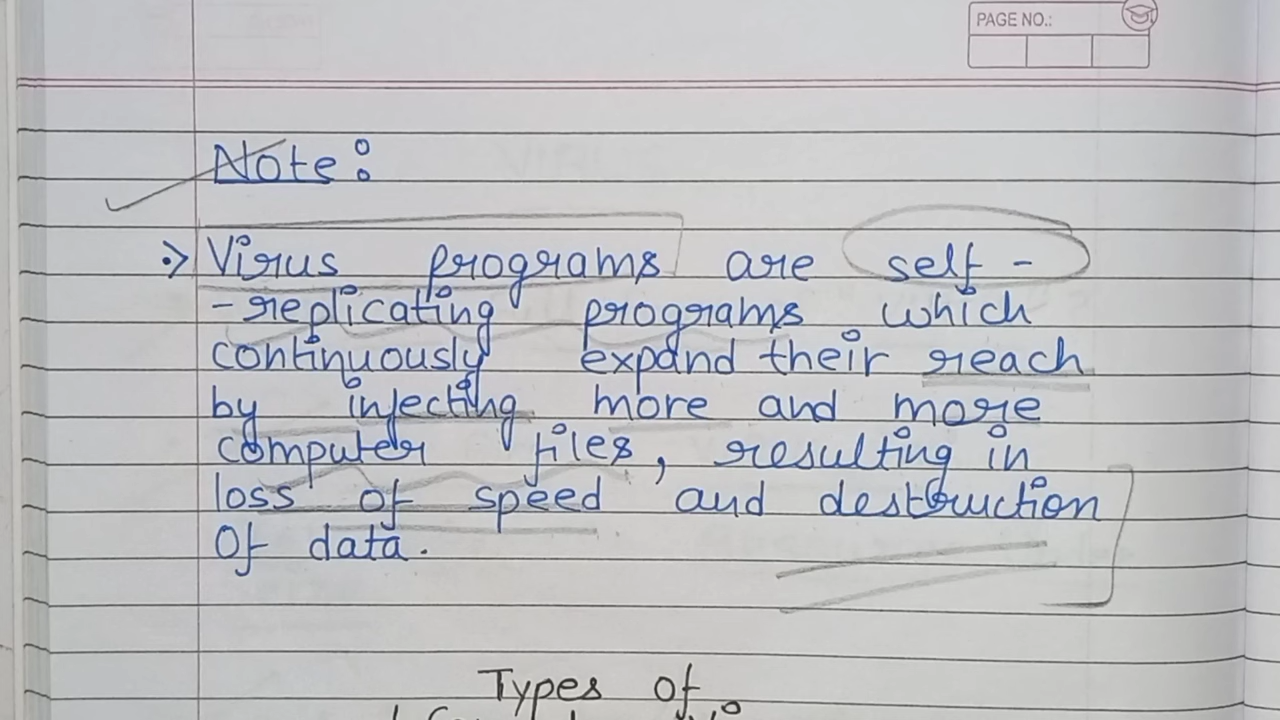 PAGE NO.:
Note:
Virus programs are self -
- replicating programs which
continuously expand their reach
by injecting more and more
computer files, resulting in
loss of speed and destruction
Of data.
Types of